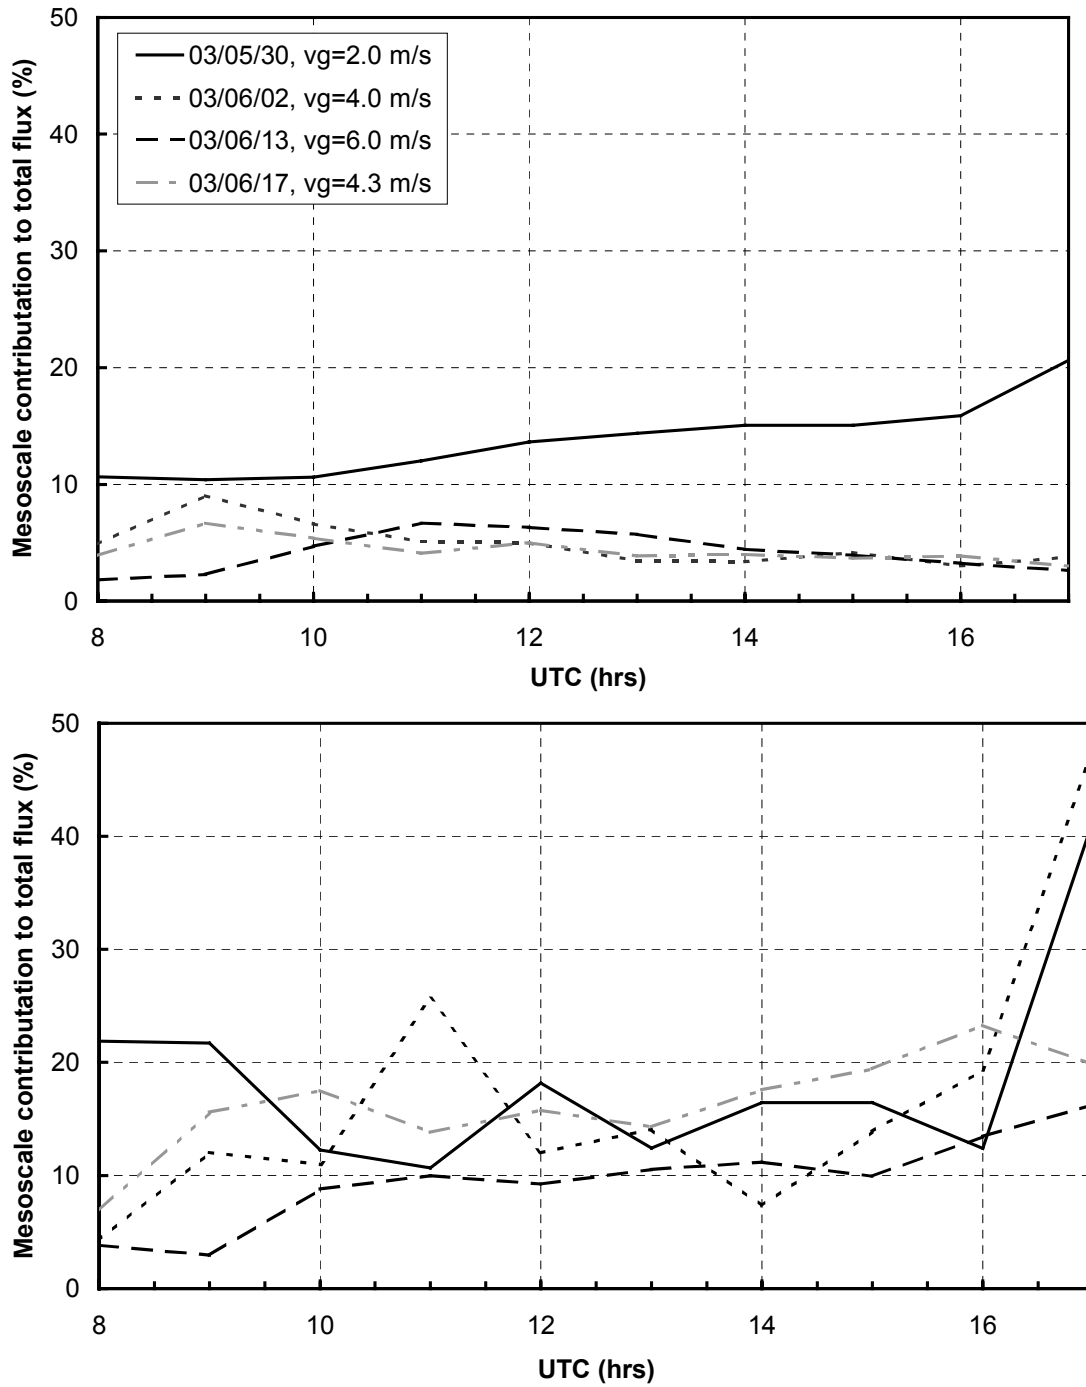 Mesoscale contributation to total flux (%)
50
40
30
20
10
0
03/05/30, vg=2.0 m/s
03/06/02, vg=4.0 m/s
03/06/13, vg=6.0 m/s
03/06/17, vg=4.3 m/s
8 10 12 14 16
UTC (hrs)
Mesoscale contributation to total flux (%)
50
40
30
20
10
0
8 10 12 14 16
UTC (hrs)